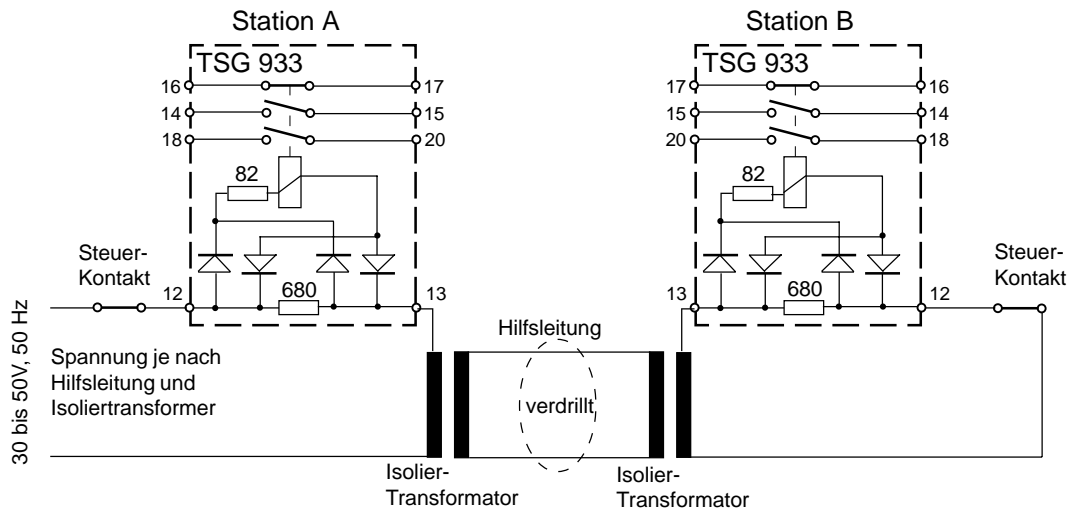 Station A
Station B
TSG 933
TSG 933
16
17
17
16
14
15
15
14
18
20
20
18
82
82
Steuer-
Kontakt
Steuer-
Kontakt
12
680
13
13
680
12
Hilfsleitung
30 bis 50V, 50 Hz
Spannung je nach
Hilfsleitung und
Isoliertransformer
verdrillt
Isolier-
Transformator
Isolier-
Transformator